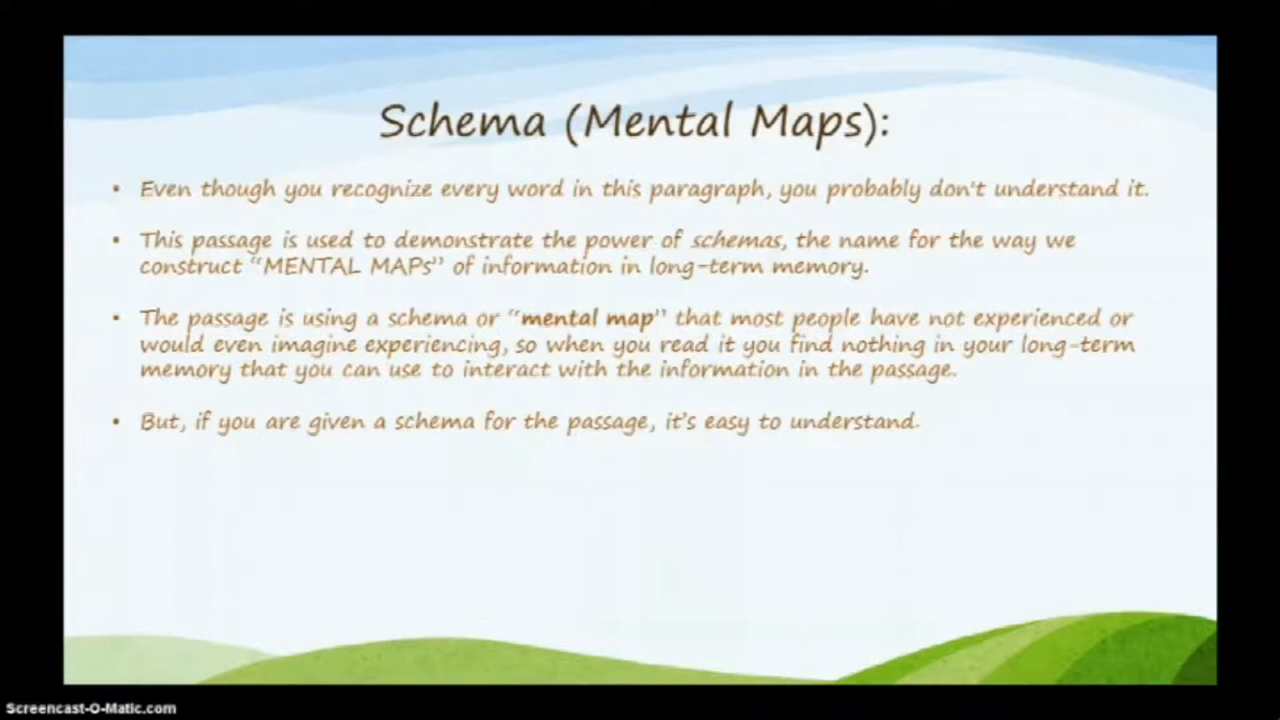 Schema (Mental Maps):
• Even though you recognize every word in this paragraph, you probably don't understand it.
• This passage is used to demonstrate the power of schemas, the name for the way we
construct “MENTAL MAPs” of information in long-term memory.
• The passage is using a schema or “mental map” that most people have not experienced or
would even imagine experiencing, so when you read it you find nothing in your long-term
memory that you can use to interact with the information in the passage.
• But, if you are given a schema for the passage, it's easy to understand.
Screencast-O-Matic.com